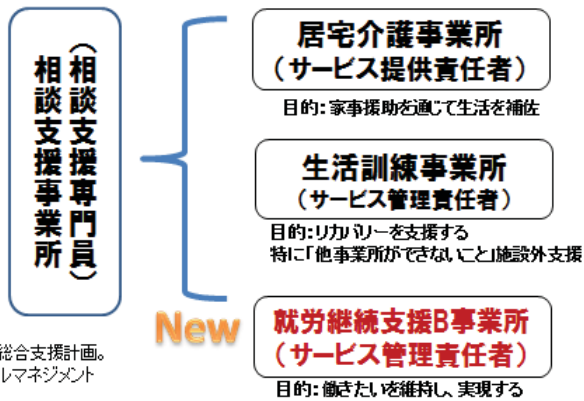 相談支援事業所
(相談支援専門員)
総合支援計画。
レマネジメント
居宅介護事業所
(サービス提供責任者)
目的:家事援助を通じて生活を補佐
生活訓練事業所
(サービス管理責任者)
目的:リカバリーを支援する
特に「他事業所ができないこと」施設外支援
New
就労継続支援B事業所
(サービス管理責任者)
目的:働きたいを維持し、実現する